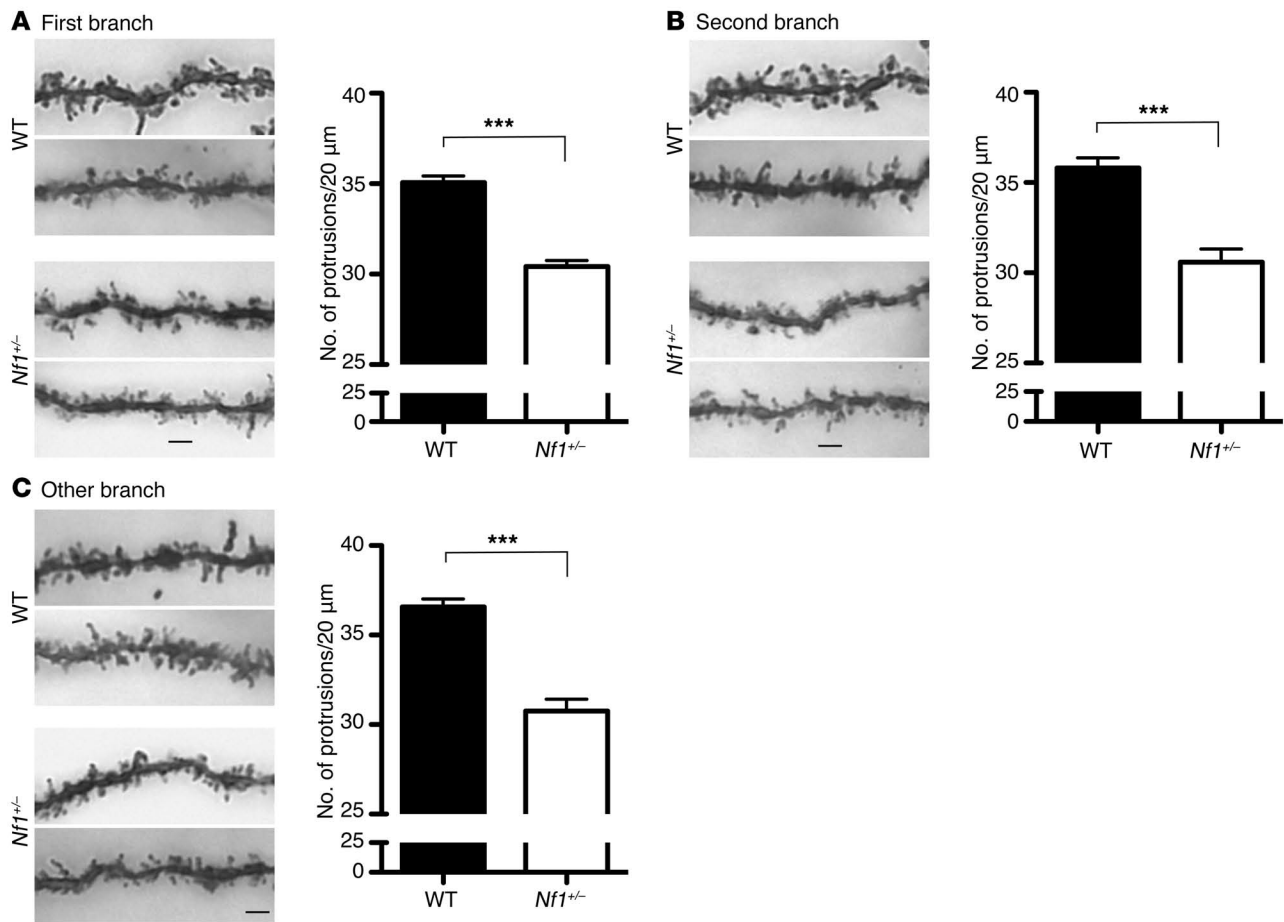 A First branch
WT
Nf1+/–
No. of protrusions/20 µm
40
35
30
25
25
0
***
WT
Nf1+/–
B Second branch
WT
Nf1+/–
No. of protrusions/20 µm
40
35
30
25
25
0
***
WT
Nf1+/–
C Other branch
WT
Nf1+/–
No. of protrusions/20 µm
40
35
30
25
25
0
***
WT
Nf1+/–